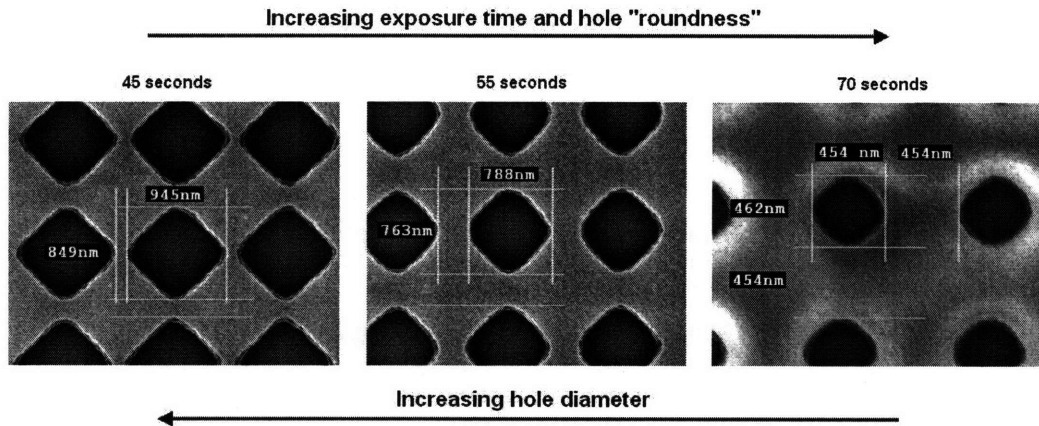 Increasing exposure time and hole "roundness"
45 seconds
55 seconds
70 seconds
945nm
849nm
788nm
763nm
454 nm
454nm
462nm
454nm
Increasing hole diameter